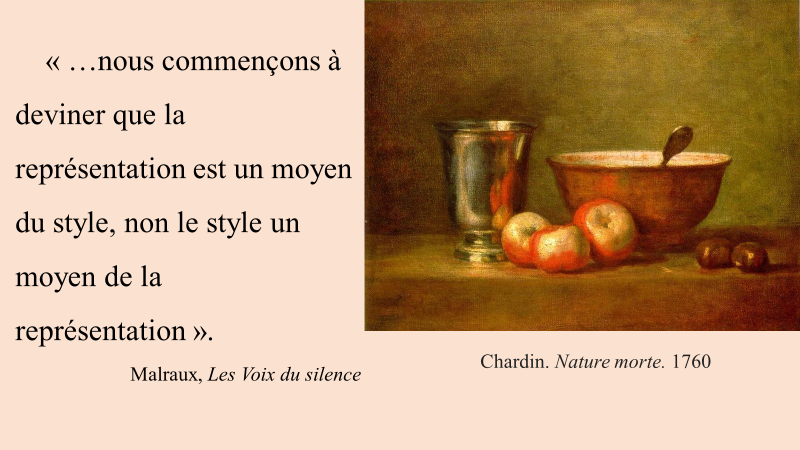 « …nous commençons à
deviner que la
représentation est un moyen
du style, non le style un
moyen de la
représentation ».
Malraux, Les Voix du silence
Chardin. Nature morte. 1760